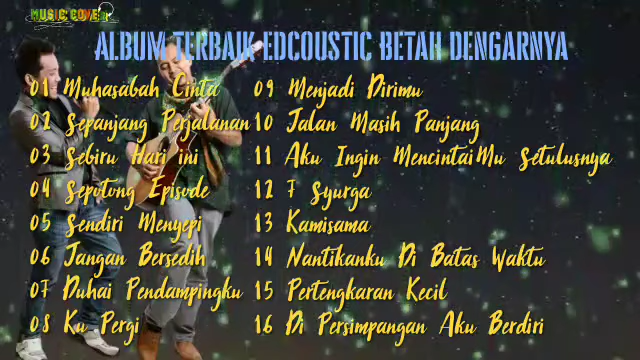 MUSIC COVER
ALBUM TERBAIK EDCOUSTIC BETAH DENGARNYA
01 Muhasabah Cinta
02 Sepanjang Perjalanan
03 Sebiru Hari ini
04 Sepotong Episode
05 Sendiri Menyepi
06 Jangan Bersedih
07 Duhai Pendampingku
08 Ku Pergi
09 Menjadi Dirimu
10 Jalan Masih Panjang
11 Aku Ingin MencintaiMu Setulusnya
12 7 Syurga
13 Kamisama
14 Nantikanku Di Batas Waktu
15 Pertengkaran Kecil
16 Di Persimpangan Aku Berdiri